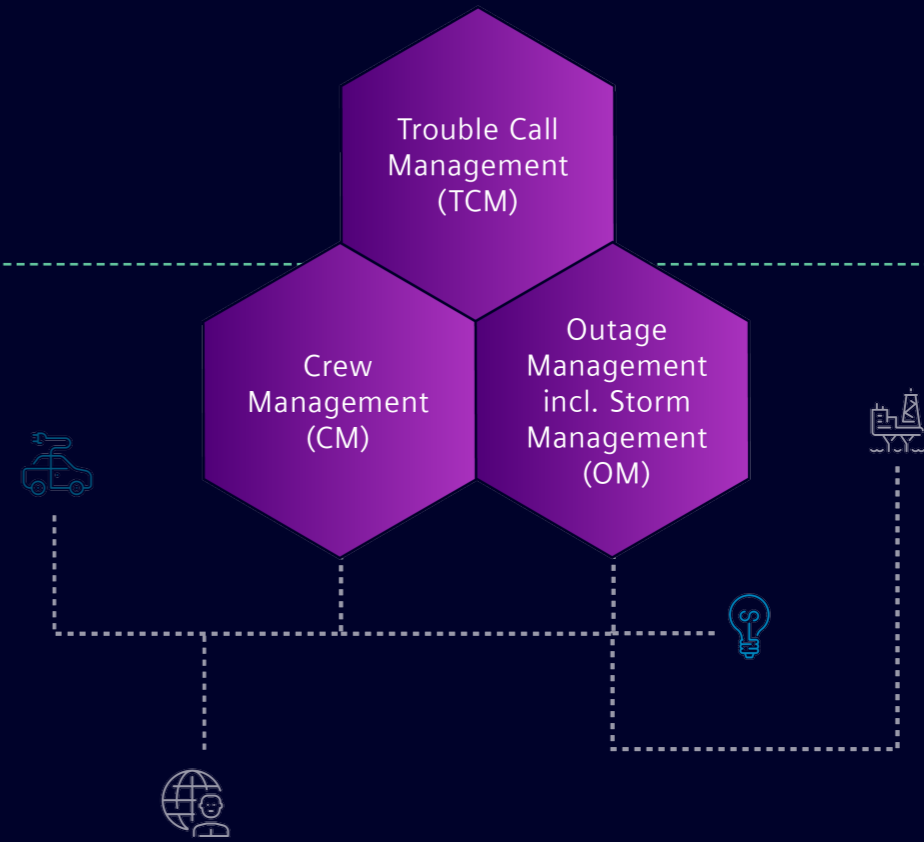 Trouble Call
Management
(TCM)
Crew
Management
(CM)
Outage
Management
incl. Storm
Management
(OM)